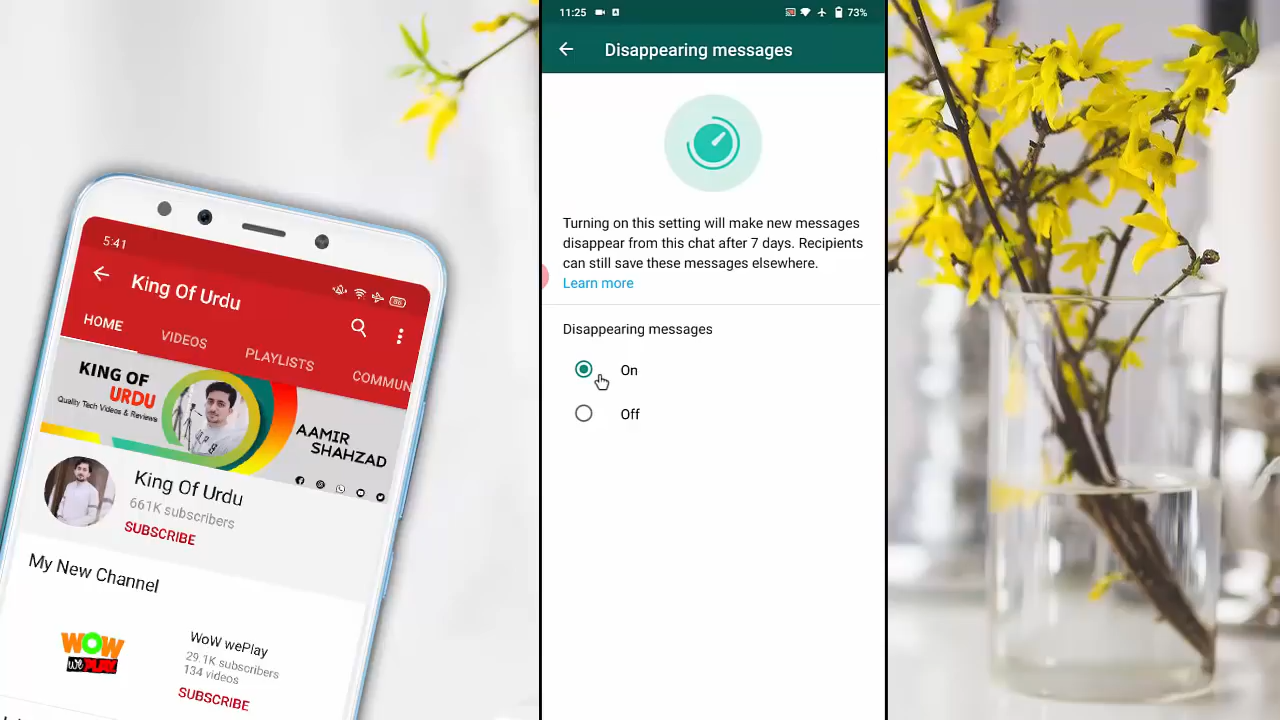 5:41
86
King Of Urdu
HOME
VIDEOS
PLAYLISTS
COMMUN
KING OF
URDU
Quality Tech Videos & Reviews
AAMIR
SHAHZAD
King Of Urdu
661K subscribers
SUBSCRIBE
My New Channel
WOW
we PLAY
WoW wePlay
29.1K subscribers
134 videos
SUBSCRIBE
11:25
73%
Disappearing messages
Turning on this setting will make new messages
disappear from this chat after 7 days. Recipients
can still save these messages elsewhere.
Learn more
Disappearing messages
On
Off